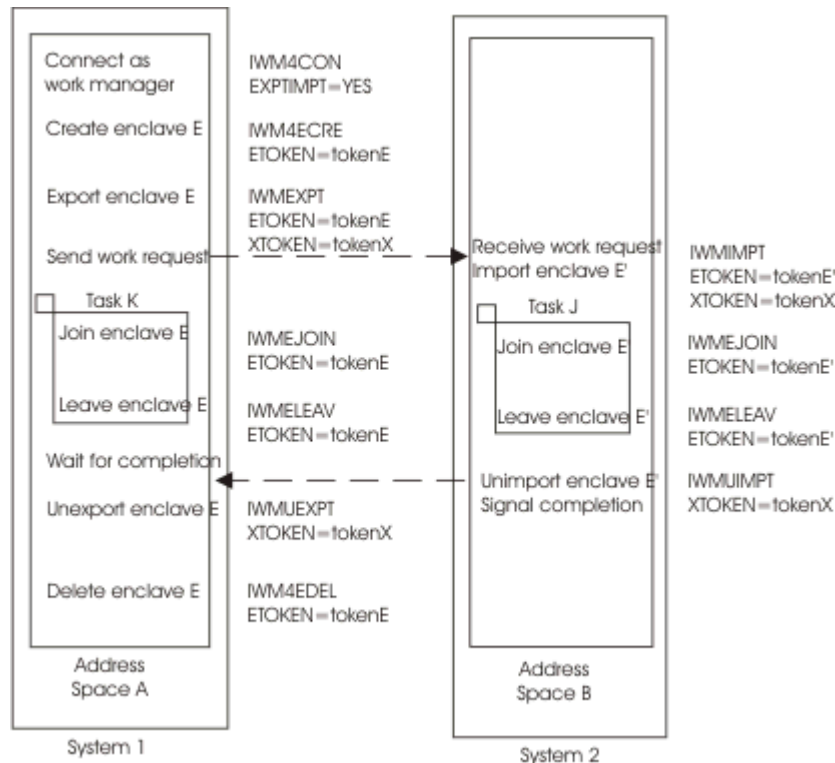 Connect as
work manager
IWM4CON
EXPTIMPT=YES
Create enclave E
IWM4ECRE
ETOKEN=tokenE
Export enclave E
IWMEXPT
ETOKEN=tokenE
XTOKEN=tokenX
Send work request
Task K
Join enclave E
IWMEJOIN
ETOKEN=tokenE
Leave enclave E
IWMELEAV
ETOKEN=tokenE
Wait for completion
Unexport enclave E
IWMUEXPT
XTOKEN=tokenX
Delete enclave E
IWM4EDEL
ETOKEN=tokenE
Address
Space A
System 1
Receive work request
Import enclave E'
IWMIMPT
ETOKEN=tokenE'
XTOKEN=tokenX
Task J
Join enclave E'
IWMEJOIN
ETOKEN=tokenE'
Leave enclave E'
IWMELEAV
ETOKEN=tokenE'
Unimport enclave E'
Signal completion
IWMUIMPT
XTOKEN=tokenX
Address
Space B
System 2